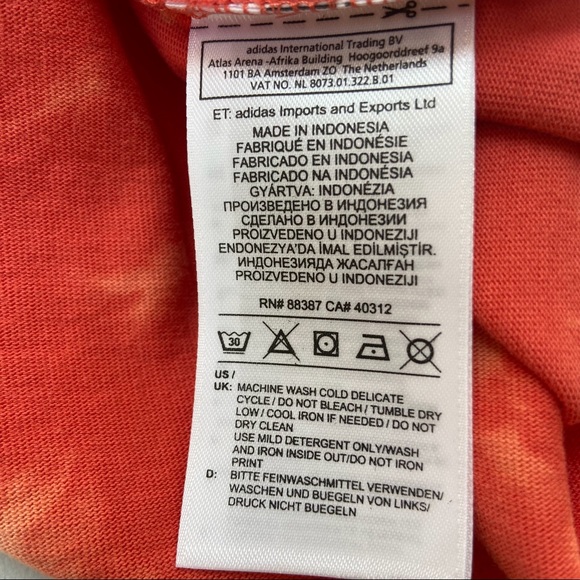 adidas International Trading BV
Atlas Arena -Afrika Building Hoogoorddreef 9a
1101 BA Amsterdam ZO The Netherlands
VAT NO. NL 8073.01.322.B.01
ET: adidas Imports and Exports Ltd
MADE IN INDONESIA
FABRIQUÉ EN INDONÉSIE
FABRICADO EN INDONESIA
FABRICADO NA INDONÉSIA
GYÁRTVA: INDONÉZIA
ПРОИЗВЕДЕНО В ИНДОНЕЗИЯ
СДЕЛАНО В ИНДОНЕЗИИ
PROIZVEDENO U INDONEZIJI
ENDONEZYA'DA İMAL EDİLMİŞTİR.
ИНДОНЕЗИЯДА ЖАСАЛҒАН
PROIZVEDENO U INDONEZIJI
RN# 88387 CA# 40312
30
US /
UK: MACHINE WASH COLD DELICATE
CYCLE / DO NOT BLEACH / TUMBLE DRY
LOW / COOL IRON IF NEEDED / DO NOT
DRY CLEAN
USE MILD DETERGENT ONLY/WASH
AND IRON INSIDE OUT/DO NOT IRON
PRINT
D: BITTE FEINWASCHMITTEL VERWENDEN/
WASCHEN UND BUEGELN VON LINKS/
DRUCK NICHT BUEGELN